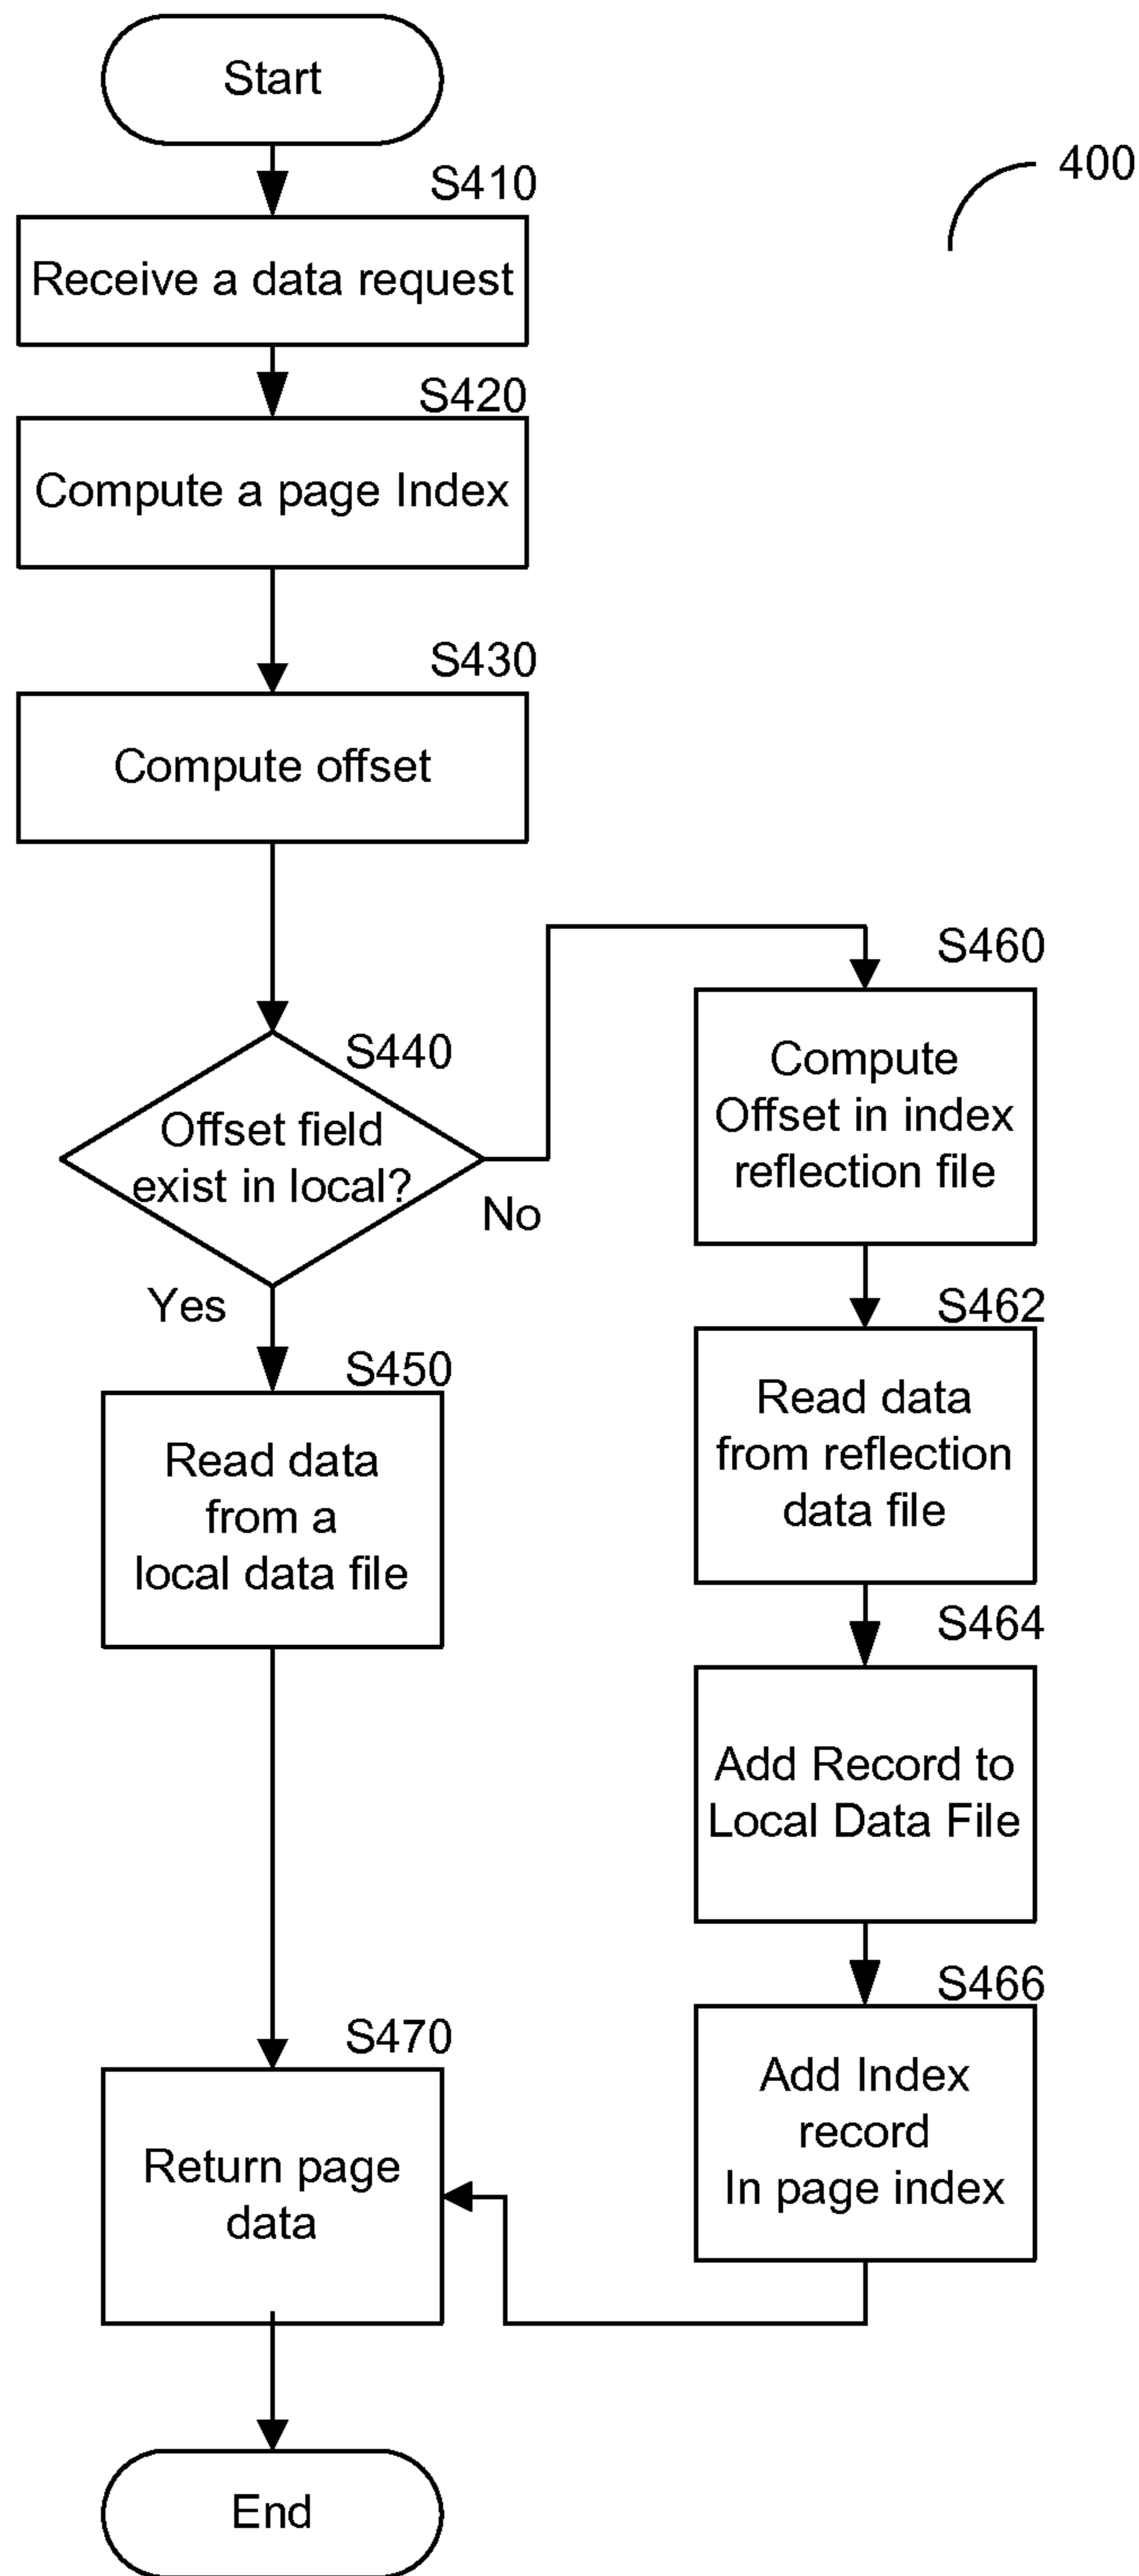 Start
400
S410
Receive a data request
S420
Compute a page Index
S430
Compute offset
S440
Offset field
exist in local?
No
Yes
S450
Read data
from a
local data file
S460
Compute
Offset in index
reflection file
S462
Read data
from reflection
data file
S464
Add Record to
Local Data File
S466
Add Index
record
In page index
S470
Return page
data
End